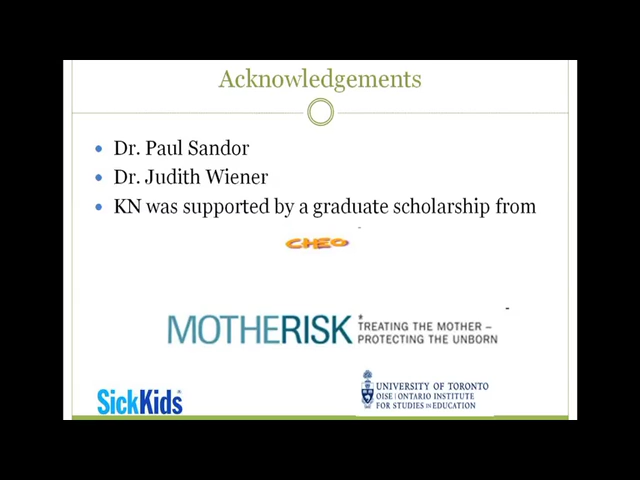 Acknowledgements
Dr. Paul Sandor
Dr. Judith Wiener
KN was supported by a graduate scholarship from
CHEO
MOTHERISK * TREATING THE MOTHER –
PROTECTING THE UNBORN
SickKids
UNIVERSITY OF TORONTO
OISE | ONTARIO INSTITUTE
FOR STUDIES IN EDUCATION